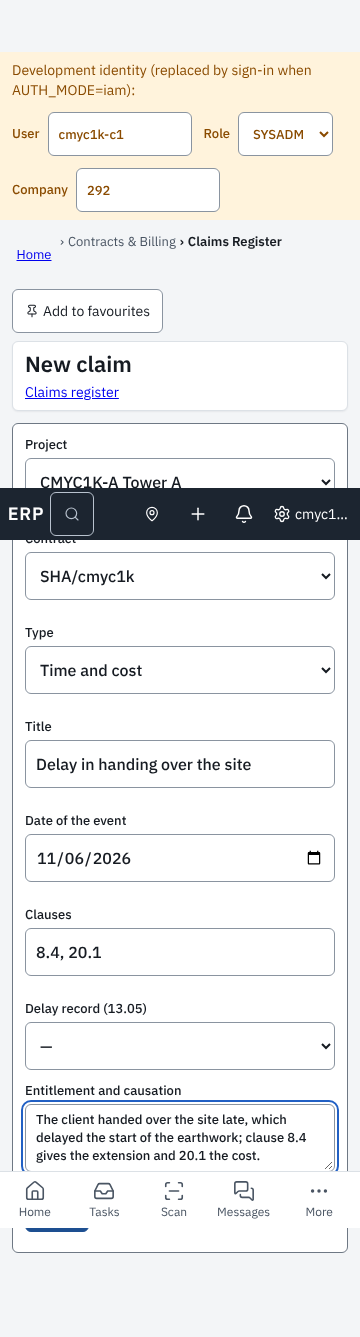 Development identity (replaced by sign-in when
AUTH_MODE=iam):
User cmyc1k-c1 Role SYSADM
Company 292
Home › Contracts & Billing › Claims Register
Add to favourites
New claim
Claims register
Project
CMYC1K-A Tower A
ERP cmyc1...
Contract
SHA/cmyc1k
Type
Time and cost
Title
Delay in handing over the site
Date of the event
11/06/2026
Clauses
8.4, 20.1
Delay record (13.05)
—
Entitlement and causation
The client handed over the site late, which
delayed the start of the earthwork; clause 8.4
gives the extension and 20.1 the cost.
Home Tasks Scan Messages More